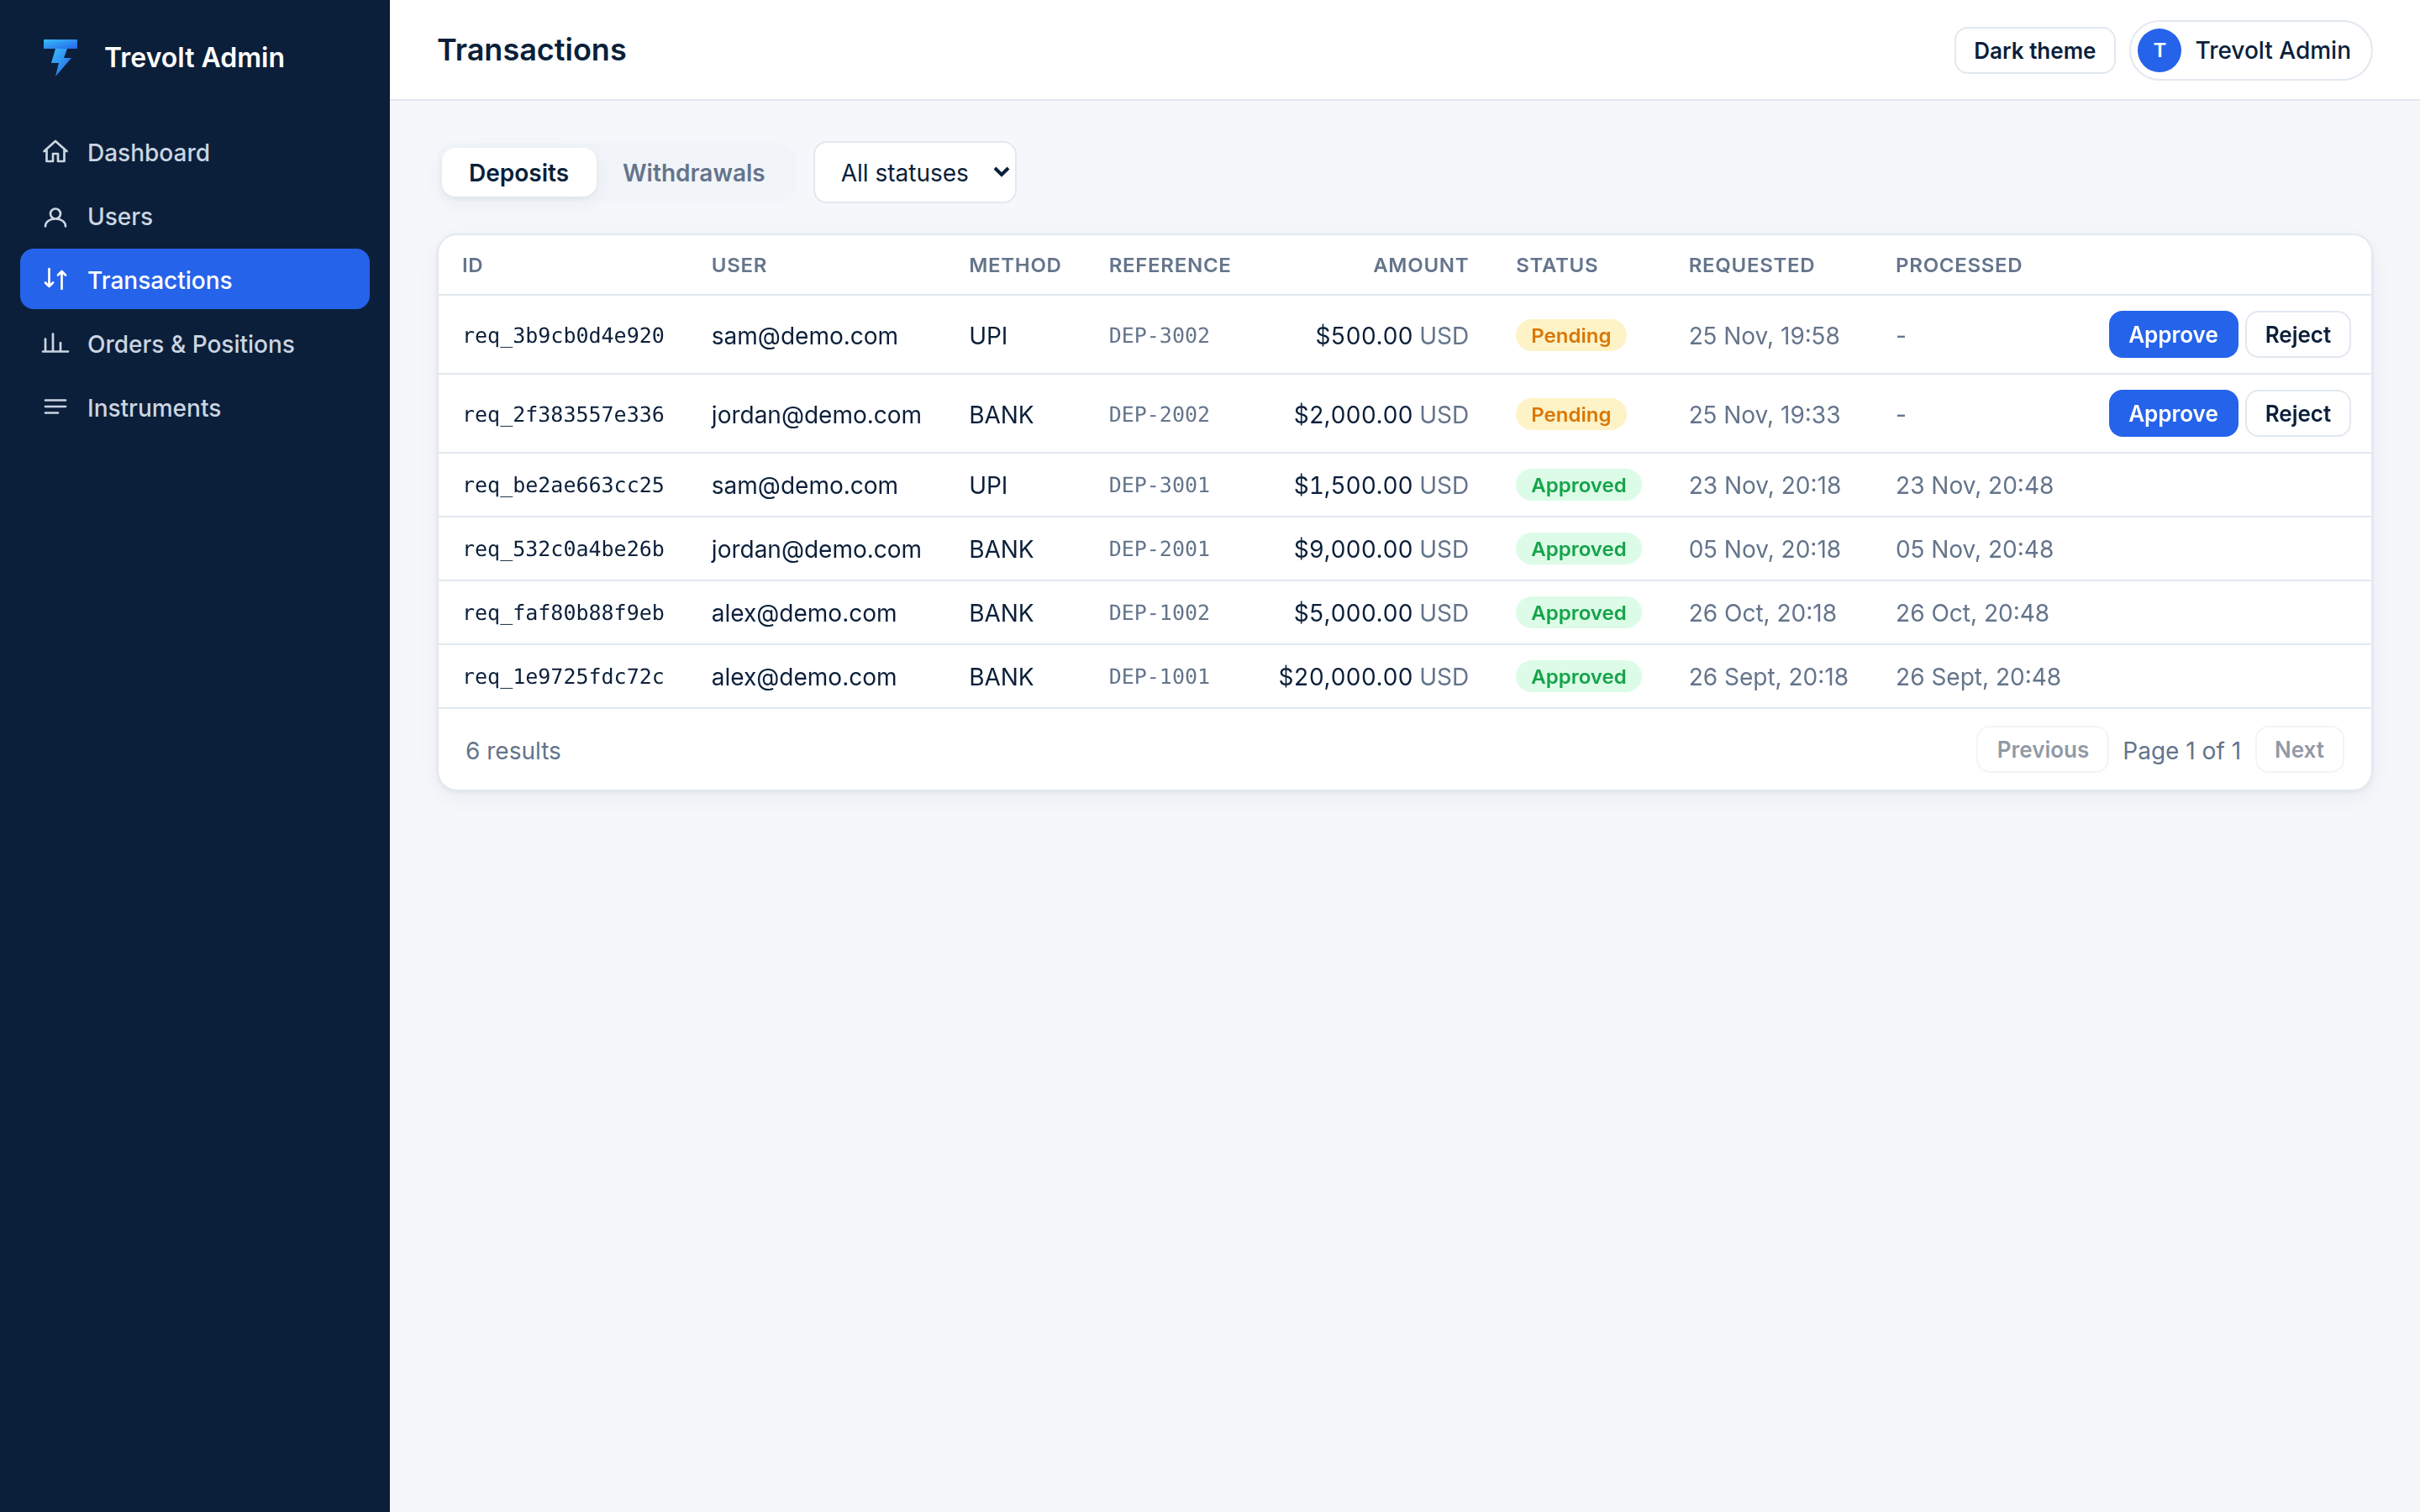 Trevolt Admin
Dashboard
Users
Transactions
Orders & Positions
Instruments
Transactions
Dark theme
T Trevolt Admin
Deposits Withdrawals All statuses
ID USER METHOD REFERENCE AMOUNT STATUS REQUESTED PROCESSED
req_3b9cb0d4e920 sam@demo.com UPI DEP-3002 $500.00 USD Pending 25 Nov, 19:58 - Approve Reject
req_2f383557e336 jordan@demo.com BANK DEP-2002 $2,000.00 USD Pending 25 Nov, 19:33 - Approve Reject
req_be2ae663cc25 sam@demo.com UPI DEP-3001 $1,500.00 USD Approved 23 Nov, 20:18 23 Nov, 20:48
req_532c0a4be26b jordan@demo.com BANK DEP-2001 $9,000.00 USD Approved 05 Nov, 20:18 05 Nov, 20:48
req_faf80b88f9eb alex@demo.com BANK DEP-1002 $5,000.00 USD Approved 26 Oct, 20:18 26 Oct, 20:48
req_1e9725fdc72c alex@demo.com BANK DEP-1001 $20,000.00 USD Approved 26 Sept, 20:18 26 Sept, 20:48
6 results Previous Page 1 of 1 Next